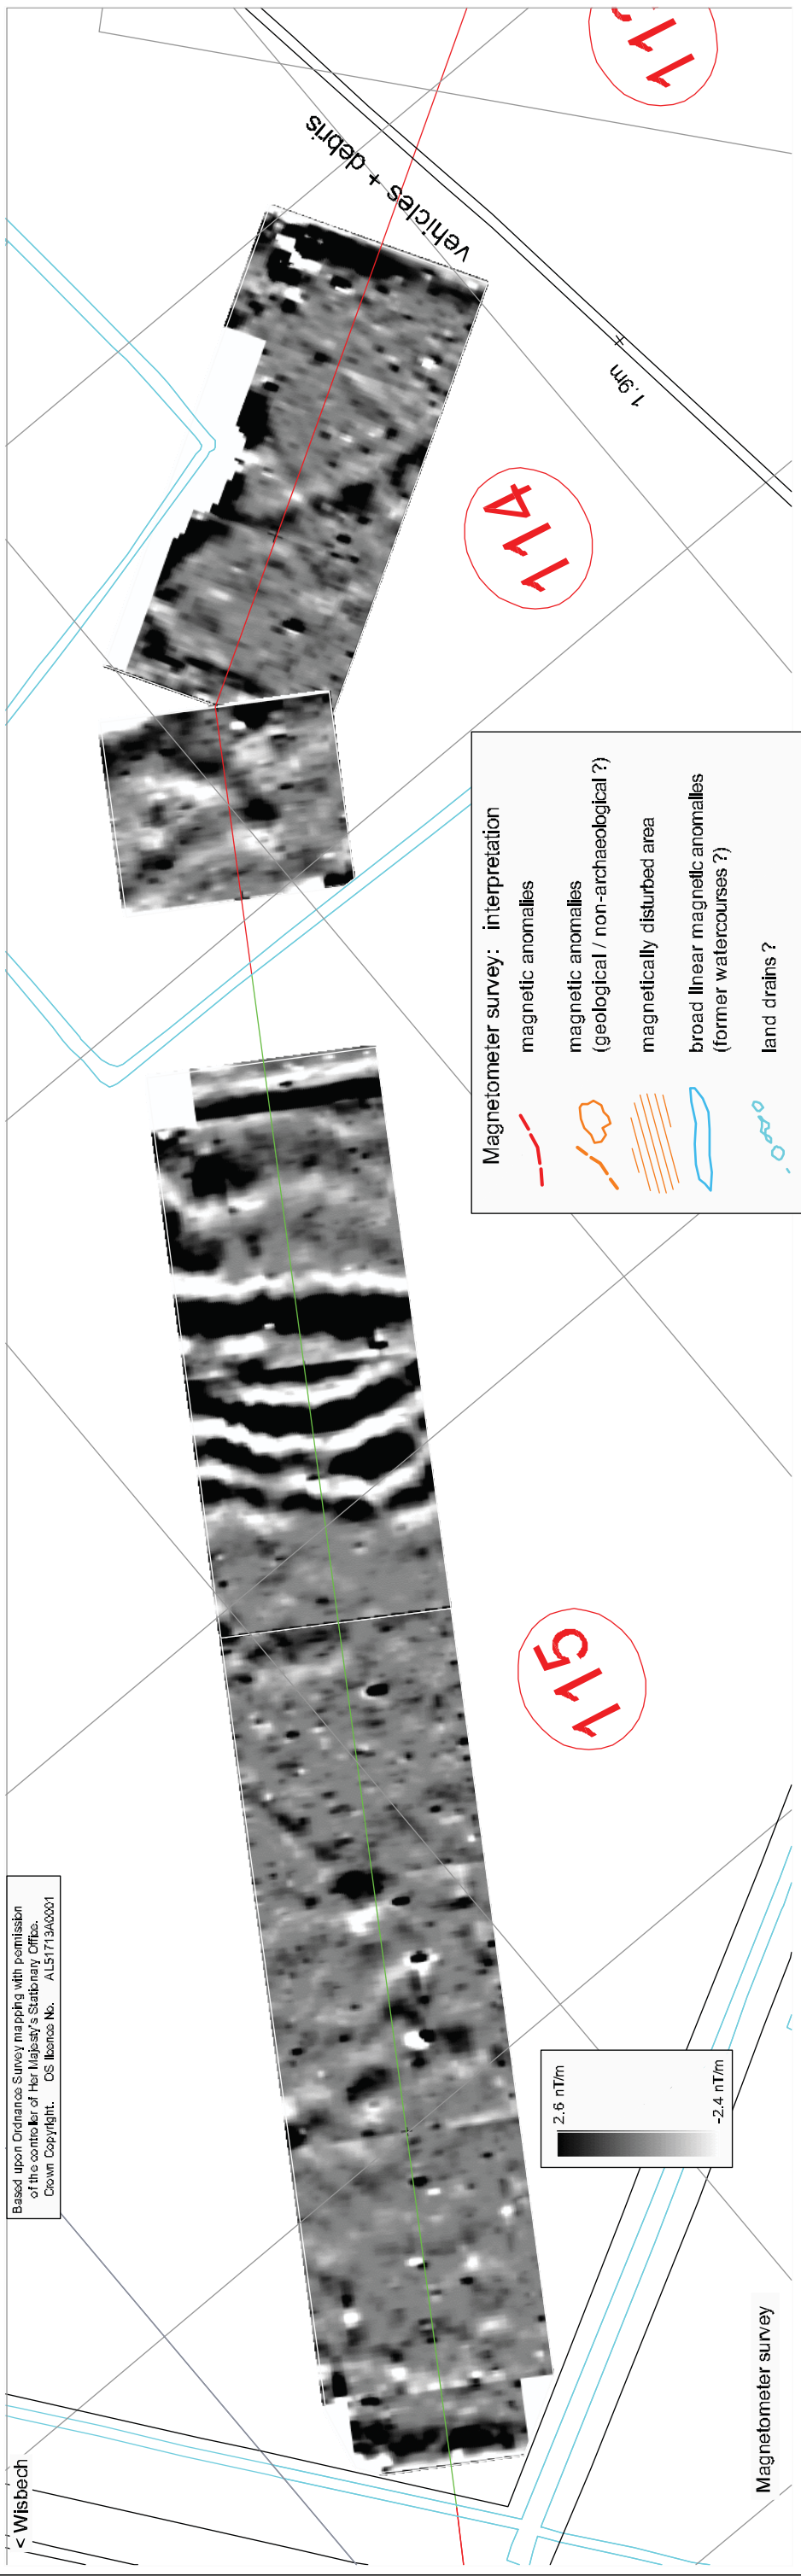 Based upon Ordnance Survey mapping with permission
of the controller of Her Majesty's Stationary Office.
Crown Copyright. OS licence No. AL51713A0001
< Wisbech
vehicles + debris
1.9m
114
115
Magnetometer survey: interpretation
magnetic anomalies
magnetic anomalies
(geological / non-archaeological ?)
magnetically disturbed area
broad linear magnetic anomalies
(former watercourses ?)
land drains ?
2.6 nT/m
-2.4 nT/m
Magnetometer survey